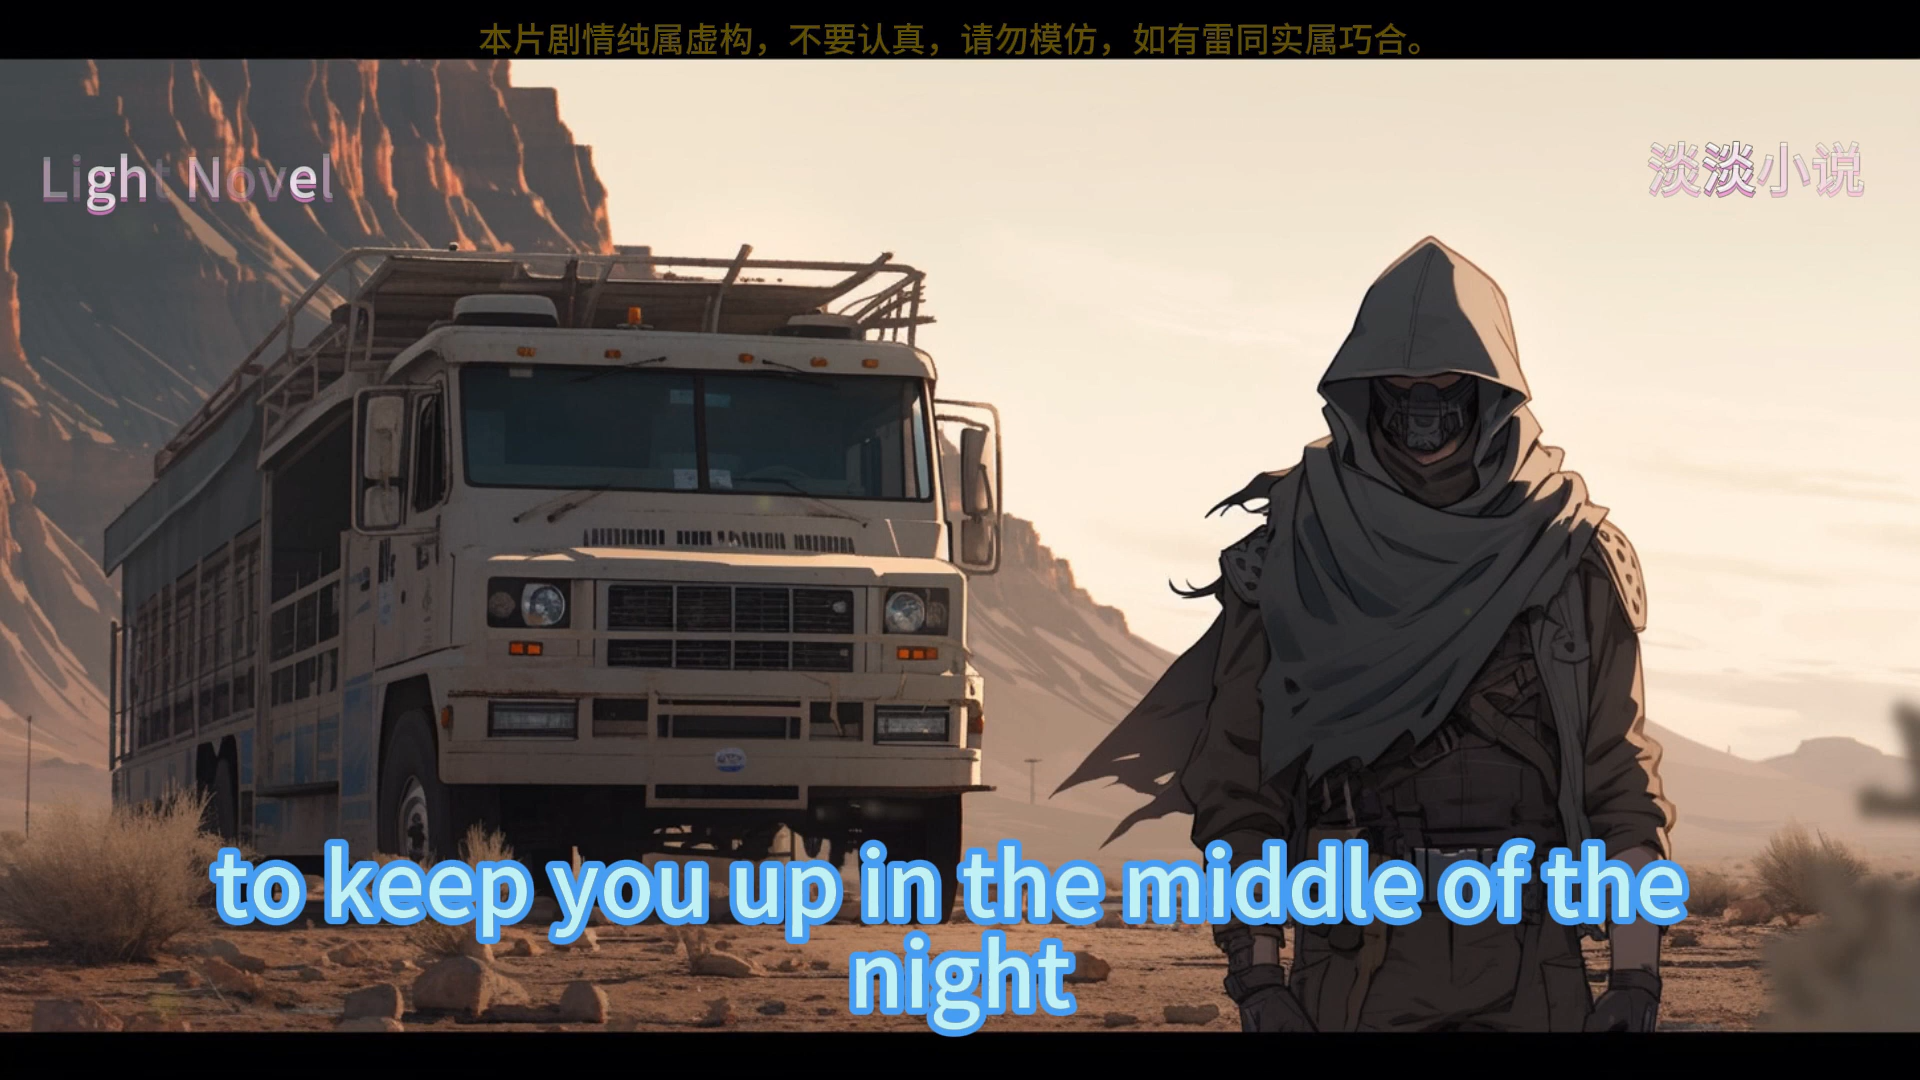 本片剧情纯属虚构，不要认真，请勿模仿，如有雷同实属巧合。
Light Novel
淡淡小说
to keep you up in the middle of the
night